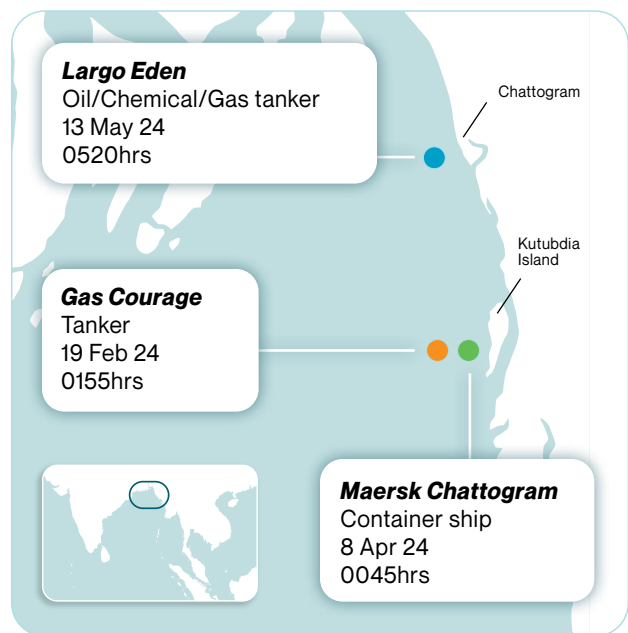 Largo Eden
Oil/Chemical/Gas tanker
13 May 24
0520hrs
Chattogram
Kutubdia
Island
Gas Courage
Tanker
19 Feb 24
0155hrs
Maersk Chattogram
Container ship
8 Apr 24
0045hrs